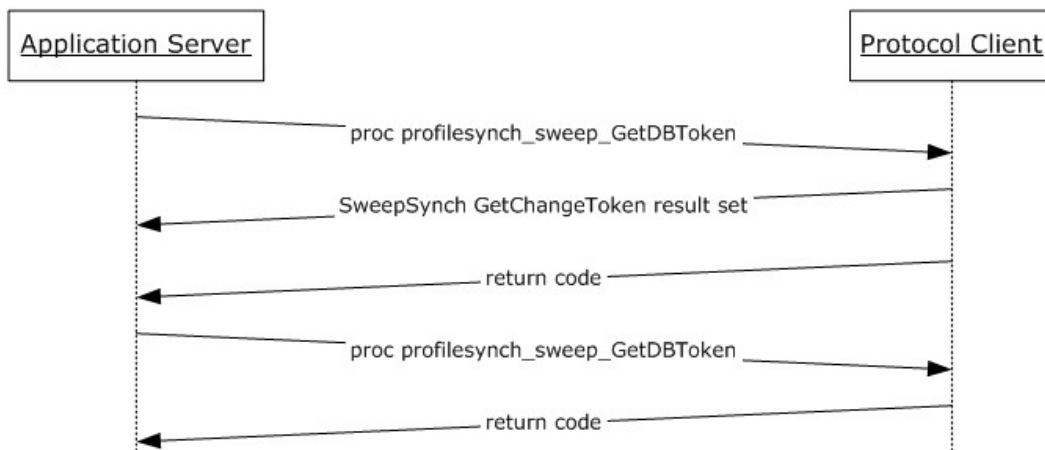 Application Server
Protocol Client
proc profilesynch_sweep_GetDBToken
SweepSynch GetChangeToken result set
return code
proc profilesynch_sweep_GetDBToken
return code